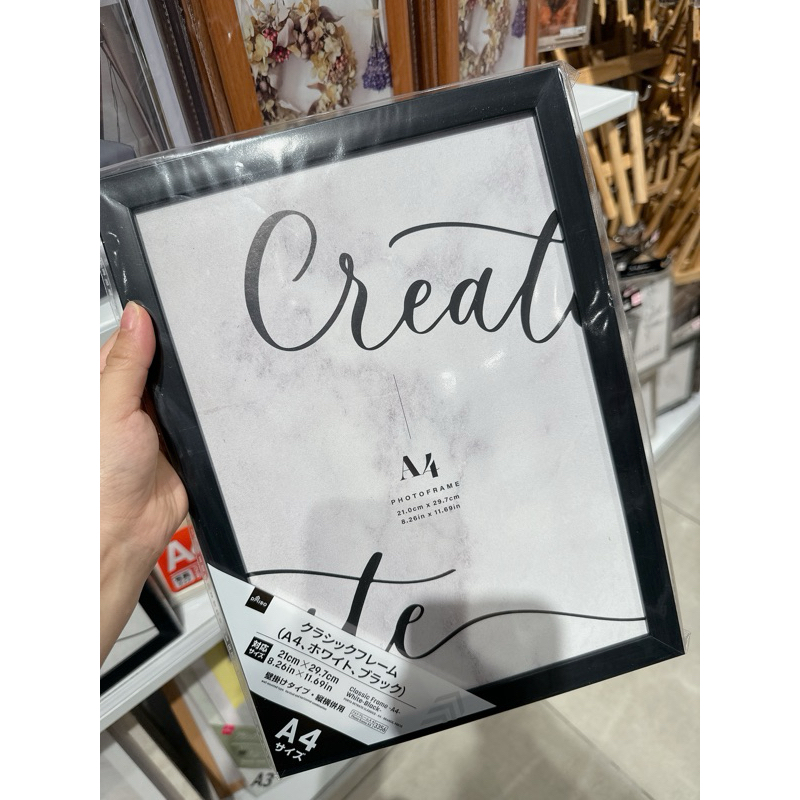 Creat
A4
PHOTOFRAME
21.0cm x 29.7cm
8.26in x 11.69in
te
DAISO
クラシックフレーム
(A4、ホワイト、ブラック)
対応
サイズ
21cm×29.7cm
8.26in×11.69in
壁掛けタイプ・縦横併用
Classic Frame -A4-
White・Black-
A4
サイズ
A3